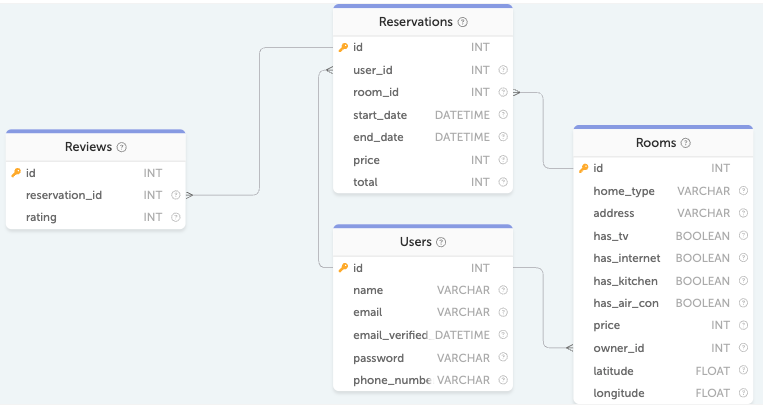 Reservations
id INT
user_id INT
room_id INT
start_date DATETIME
end_date DATETIME
price INT
total INT
Reviews
id INT
reservation_id INT
rating INT
Users
id INT
name VARCHAR
email VARCHAR
email_verified_ DATETIME
password VARCHAR
phone_numbe VARCHAR
Rooms
id INT
home_type VARCHAR
address VARCHAR
has_tv BOOLEAN
has_internet BOOLEAN
has_kitchen BOOLEAN
has_air_con BOOLEAN
price INT
owner_id INT
latitude FLOAT
longitude FLOAT